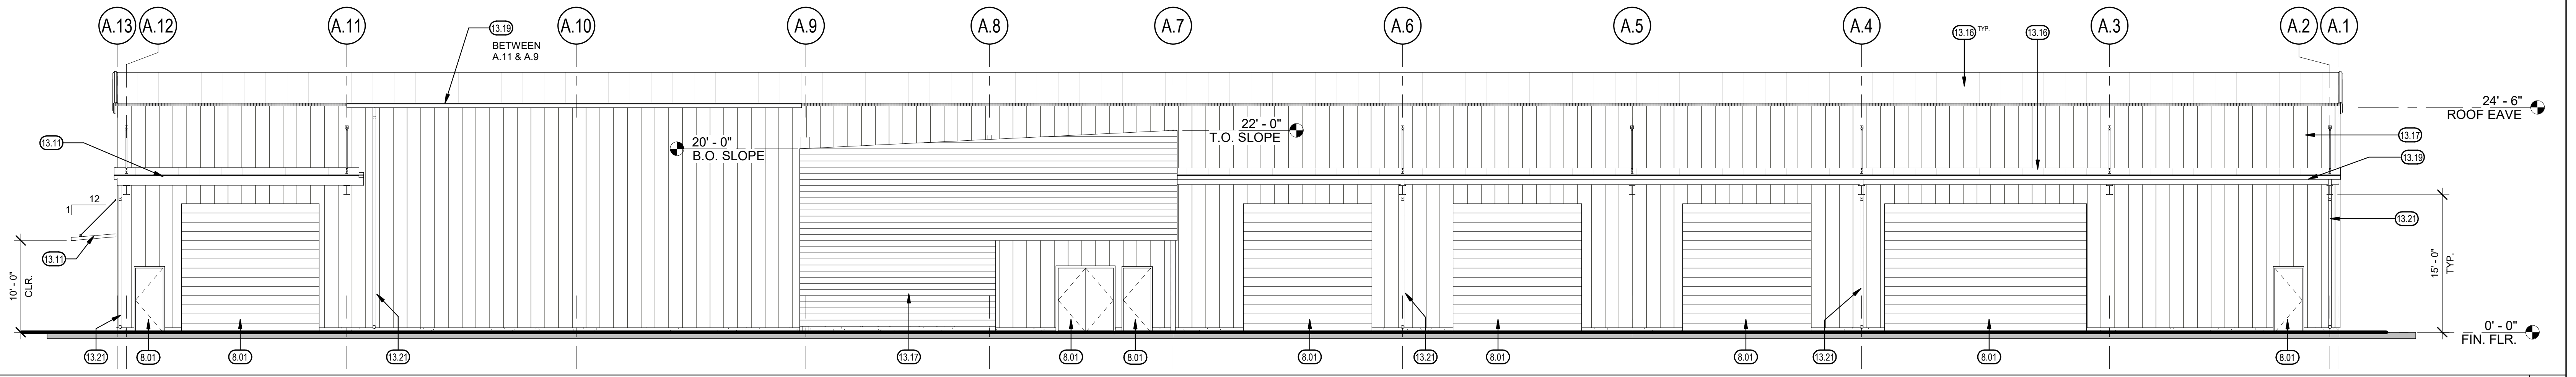 A.13
A.12
A.11
A.10
A.9
A.8
A.7
A.6
A.5
A.4
A.3
A.2
A.1
13.19
BETWEEN
A.11 & A.9
13.16 TYP.
13.16
24' - 6"
ROOF EAVE
22' - 0"
T.O. SLOPE
20' - 0"
B.O. SLOPE
13.17
13.11
13.19
12
1
13.21
13.11
10' - 0"
CLR.
15' - 0"
TYP.
0' - 0"
FIN. FLR.
13.21
8.01
8.01
13.21
13.17
8.01
8.01
8.01
13.21
8.01
8.01
13.21
8.01
8.01